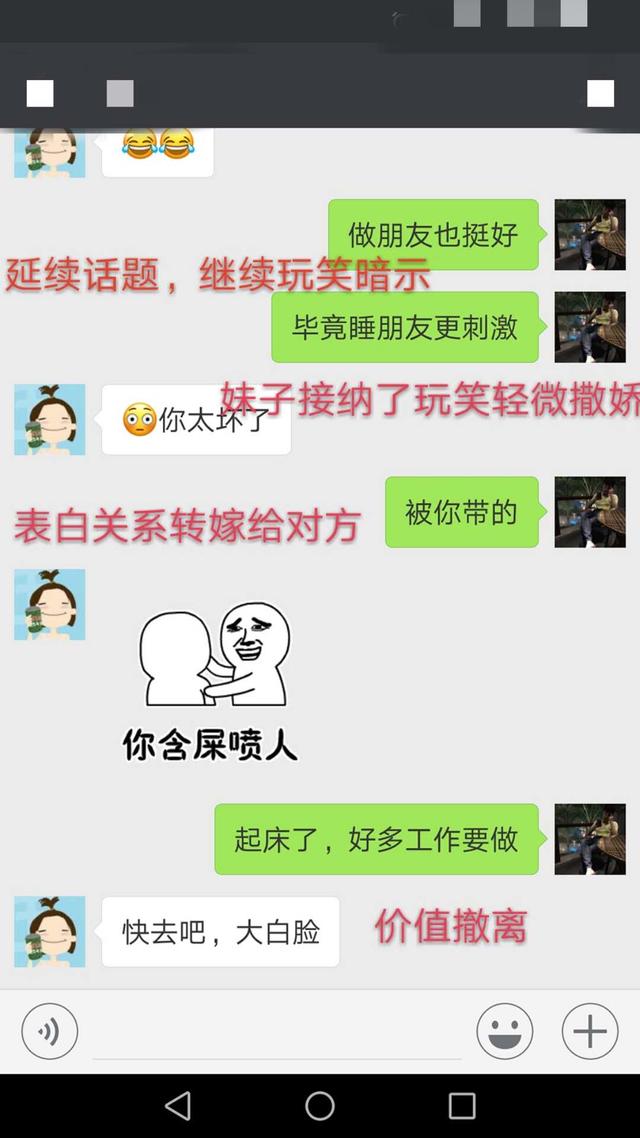 做朋友也挺好
延续话题，继续玩笑暗示
毕竟睡朋友更刺激
妹子接纳了玩笑轻微撒娇
你太坏了
被你带的
表白关系转嫁给对方
你含屎喷人
起床了，好多工作要做
快去吧，大白脸
价值撤离